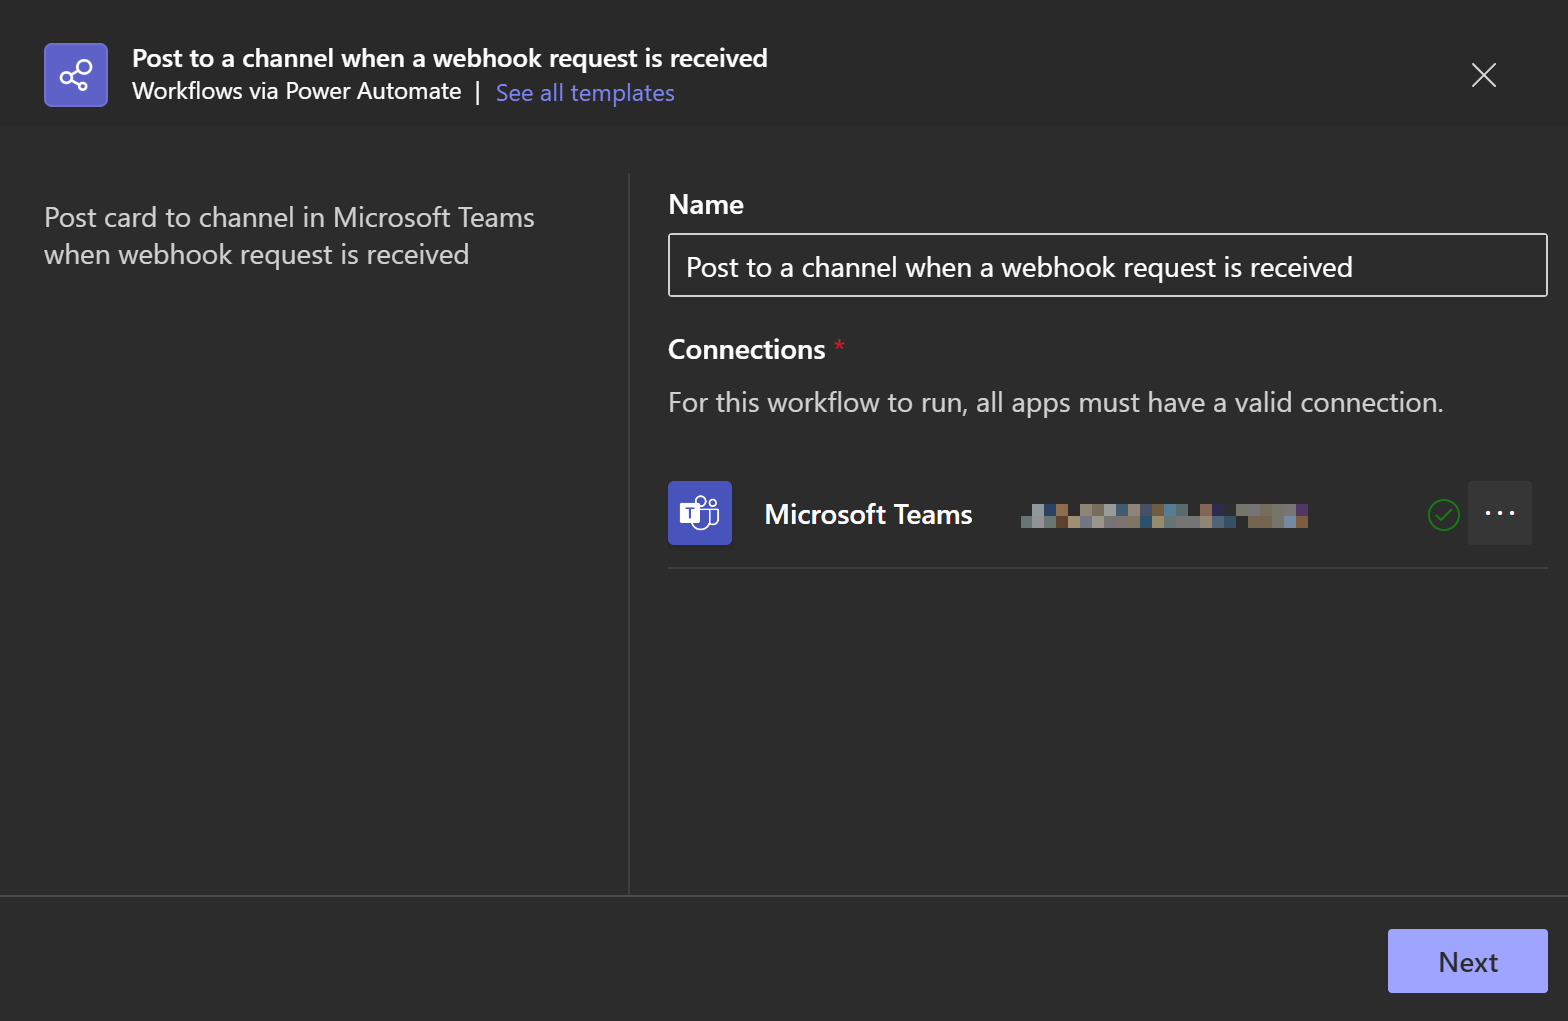 Post to a channel when a webhook request is received
Workflows via Power Automate | See all templates
Post card to channel in Microsoft Teams
when webhook request is received
Name
Post to a channel when a webhook request is received
Connections *
For this workflow to run, all apps must have a valid connection.
T
Microsoft Teams
...
Next